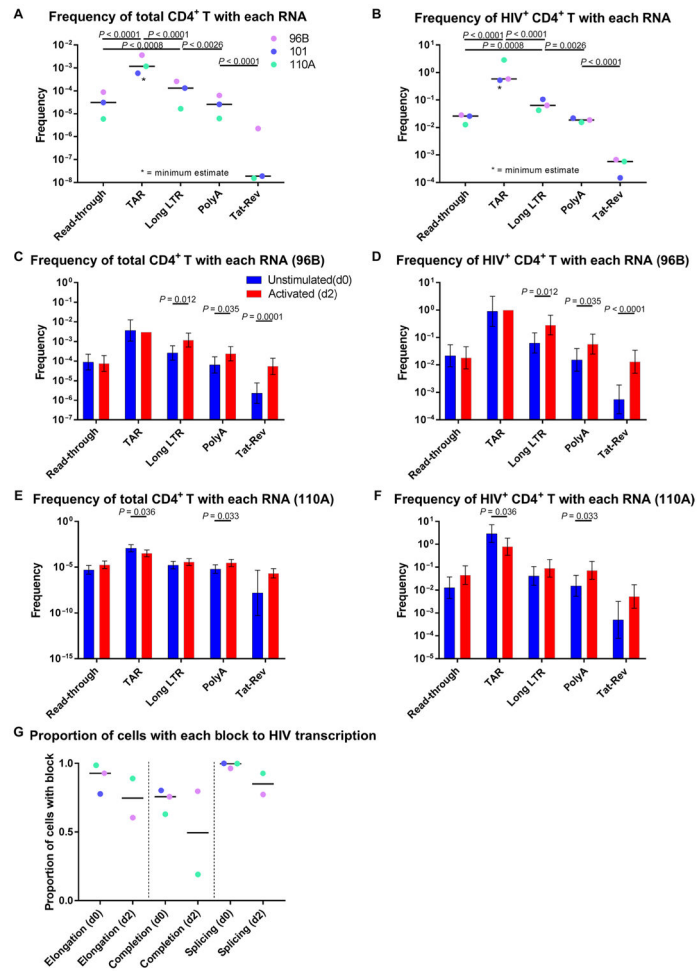 A Frequency of total CD4⁺ T with each RNA
P < 0.0001 P < 0.0001
P < 0.0008 P < 0.0026
P < 0.0001
96B
101
110A
Frequency
10⁻²
10⁻³
10⁻⁴
10⁻⁵
10⁻⁶
10⁻⁷
10⁻⁸
*
* = minimum estimate
Read-through
TAR
Long LTR
PolyA
Tat-Rev
B Frequency of HIV⁺ CD4⁺ T with each RNA
P < 0.0001 P < 0.0001
P = 0.0008 P = 0.0026
P < 0.0001
Frequency
10¹
10⁰
10⁻¹
10⁻²
10⁻³
10⁻⁴
*
* = minimum estimate
Read-through
TAR
Long LTR
PolyA
Tat-Rev
C Frequency of total CD4⁺ T with each RNA (96B)
Unstimulated(d0)
Activated (d2)
P = 0.012
P = 0.035
P = 0.0001
Frequency
10⁰
10⁻¹
10⁻²
10⁻³
10⁻⁴
10⁻⁵
10⁻⁶
10⁻⁷
Read-through
TAR
Long LTR
PolyA
Tat-Rev
D Frequency of HIV⁺ CD4⁺ T with each RNA (96B)
P = 0.012
P = 0.035
P < 0.0001
Frequency
10¹
10⁰
10⁻¹
10⁻²
10⁻³
10⁻⁴
Read-through
TAR
Long LTR
PolyA
Tat-Rev
E Frequency of total CD4⁺ T with each RNA (110A)
P = 0.036
P = 0.033
Frequency
10⁰
10⁻⁵
10⁻¹⁰
10⁻¹⁵
Read-through
TAR
Long LTR
PolyA
Tat-Rev
F Frequency of HIV⁺ CD4⁺ T with each RNA (110A)
P = 0.036
P = 0.033
Frequency
10¹
10⁰
10⁻¹
10⁻²
10⁻³
10⁻⁴
10⁻⁵
Read-through
TAR
Long LTR
PolyA
Tat-Rev
G Proportion of cells with each block to HIV transcription
Proportion of cells with block
1.0
0.5
0.0
Elongation (d0)
Elongation (d2)
Completion (d0)
Completion (d2)
Splicing (d0)
Splicing (d2)